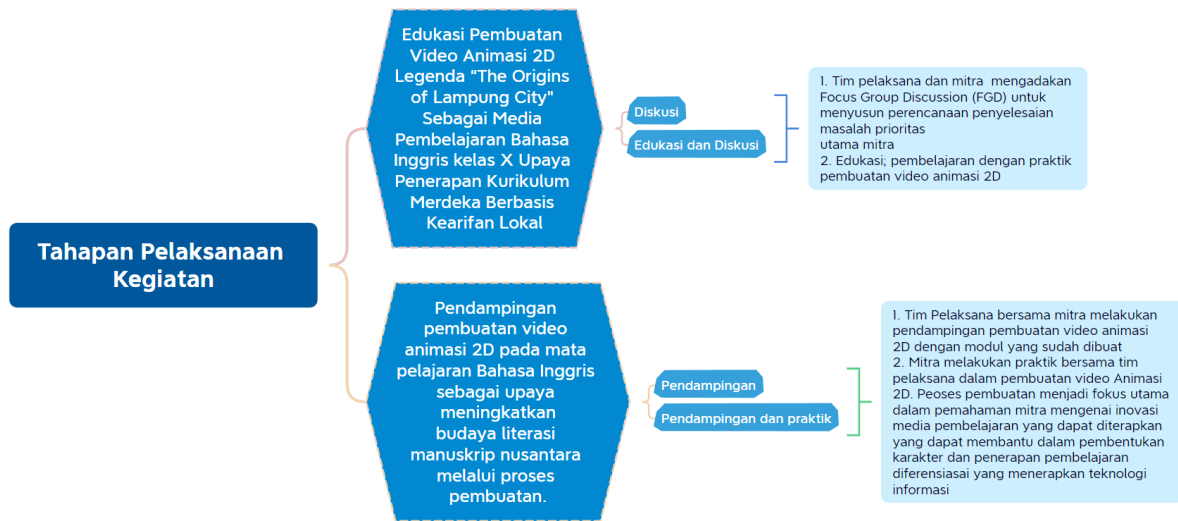 Tahapan Pelaksanaan
Kegiatan
Edukasi Pembuatan
Video Animasi 2D
Legenda "The Origins
of Lampung City"
Sebagai Media
Pembelajaran Bahasa
Inggris kelas X Upaya
Penerapan Kurikulum
Merdeka Berbasis
Kearifan Lokal
Diskusi
Edukasi dan Diskusi
1. Tim pelaksana dan mitra mengadakan
Focus Group Discussion (FGD) untuk
menyusun perencanaan penyelesaian
masalah prioritas
utama mitra
2. Edukasi; pembelajaran dengan praktik
pembuatan video animasi 2D
Pendampingan
pembuatan video
animasi 2D pada mata
pelajaran Bahasa Inggris
sebagai upaya
meningkatkan
budaya literasi
manuskrip nusantara
melalui proses
pembuatan.
Pendampingan
Pendampingan dan praktik
1. Tim Pelaksana bersama mitra melakukan
pendampingan pembuatan video animasi
2D dengan modul yang sudah dibuat
2. Mitra melakukan praktik bersama tim
pelaksana dalam pembuatan video Animasi
2D. Peoses pembuatan menjadi fokus utama
dalam pemahaman mitra mengenai inovasi
media pembelajaran yang dapat diterapkan
yang dapat membantu dalam pembentukan
karakter dan penerapan pembelajaran
diferensiasai yang menerapkan teknologi
informasi